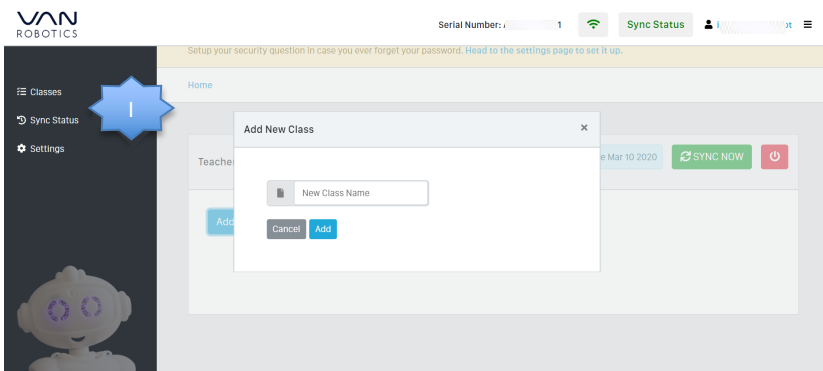 VAN
ROBOTICS
Serial Number: 1
Sync Status
Setup your security question in case you ever forget your password. Head to the settings page to set it up.
Classes
Sync Status
Settings
I
Home
Add New Class ×
Teacher
Mar 10 2020
SYNC NOW
New Class Name
Add
Cancel Add